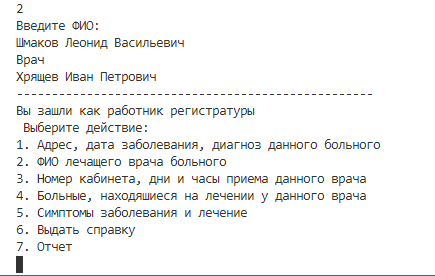 2
Введите ФИО:
Шмаков Леонид Васильевич
Врач
Хрящев Иван Петрович
---------------------------------------------------
Вы зашли как работник регистратуры
Выберите действие:
1. Адрес, дата заболевания, диагноз данного больного
2. ФИО лечащего врача больного
3. Номер кабинета, дни и часы приема данного врача
4. Больные, находяшиеся на лечении у данного врача
5. Симптомы заболевания и лечение
6. Выдать справку
7. Отчет